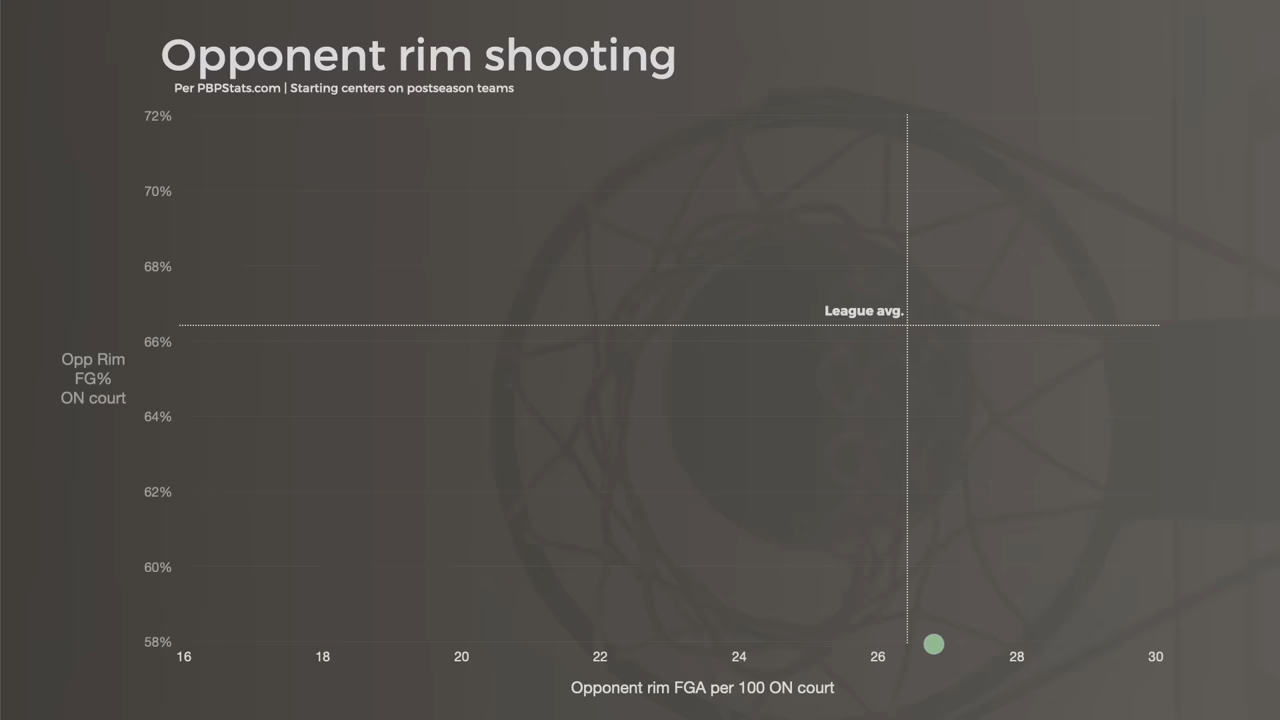 Opponent rim shooting
Per PBPStats.com | Starting centers on postseason teams
72%
70%
68%
League avg.
66%
Opp Rim
FG%
ON court
64%
62%
60%
58%
16 18 20 22 24 26 28 30
Opponent rim FGA per 100 ON court